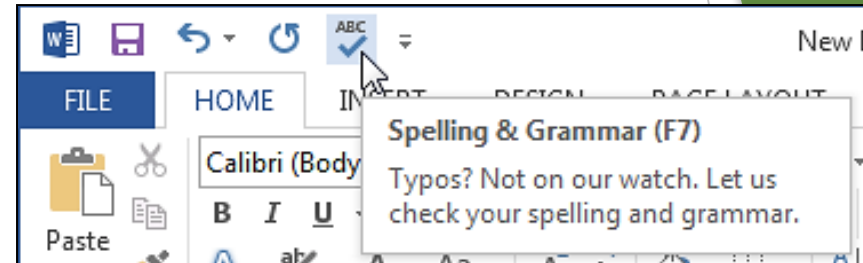 ABC
New
FILE HOME
Spelling & Grammar (F7)
Calibri (Body
Typos? Not on our watch. Let us
B I U
check your spelling and grammar.
Paste